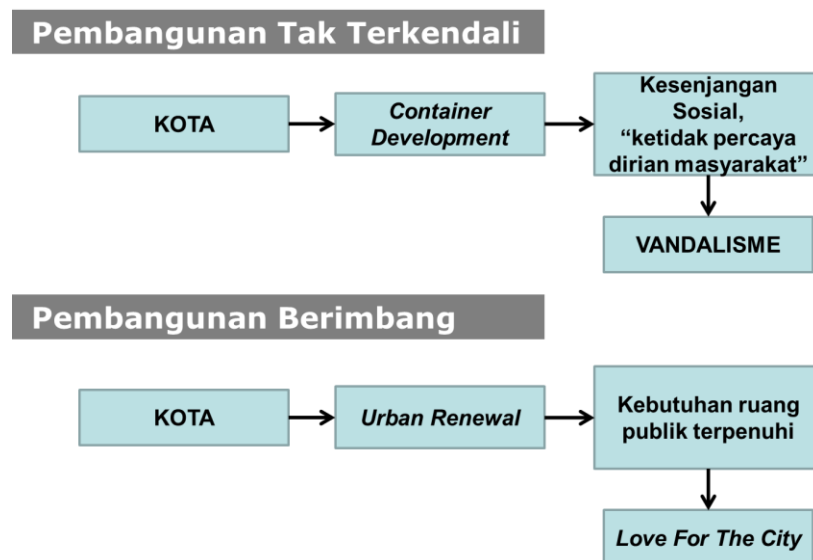 Pembangunan Tak Terkendali
KOTA
Container
Development
Kesenjangan
Sosial,
“ketidak percaya
dirian masyarakat”
VANDALISME
Pembangunan Berimbang
KOTA
Urban Renewal
Kebutuhan ruang
publik terpenuhi
Love For The City